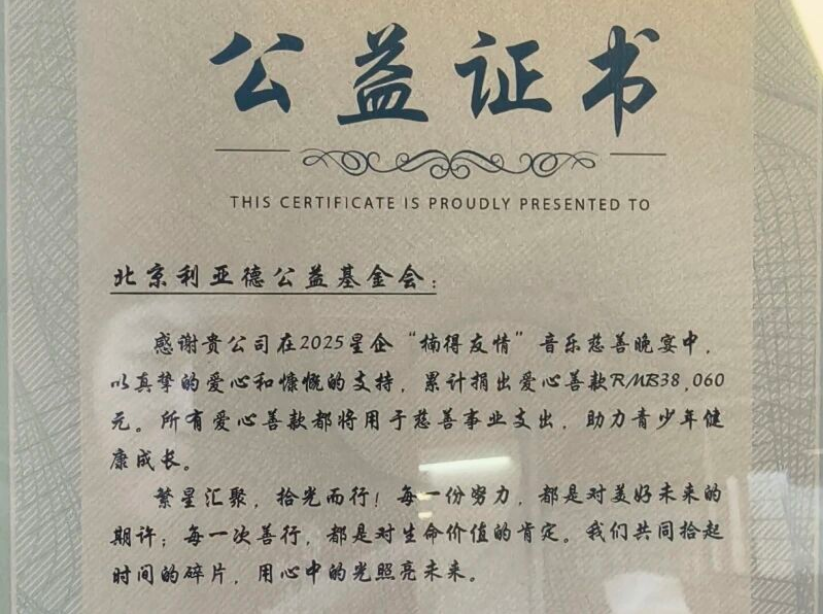 公益证书
THIS CERTIFICATE IS PROUDLY PRESENTED TO
北京利亚德公益基金会：
感谢贵公司在2025星企“楠得友情”音乐慈善晚宴中，
以真挚的爱心和慷慨的支持，累计捐出爱心善款RMB38,060
元。所有爱心善款都将用于慈善事业支出，助力青少年健
康成长。
繁星汇聚，拾光而行！每一份努力，都是对美好未来的
期许；每一次善行，都是对生命价值的肯定。我们共同拾起
时间的碎片，用心中的光照亮未来。